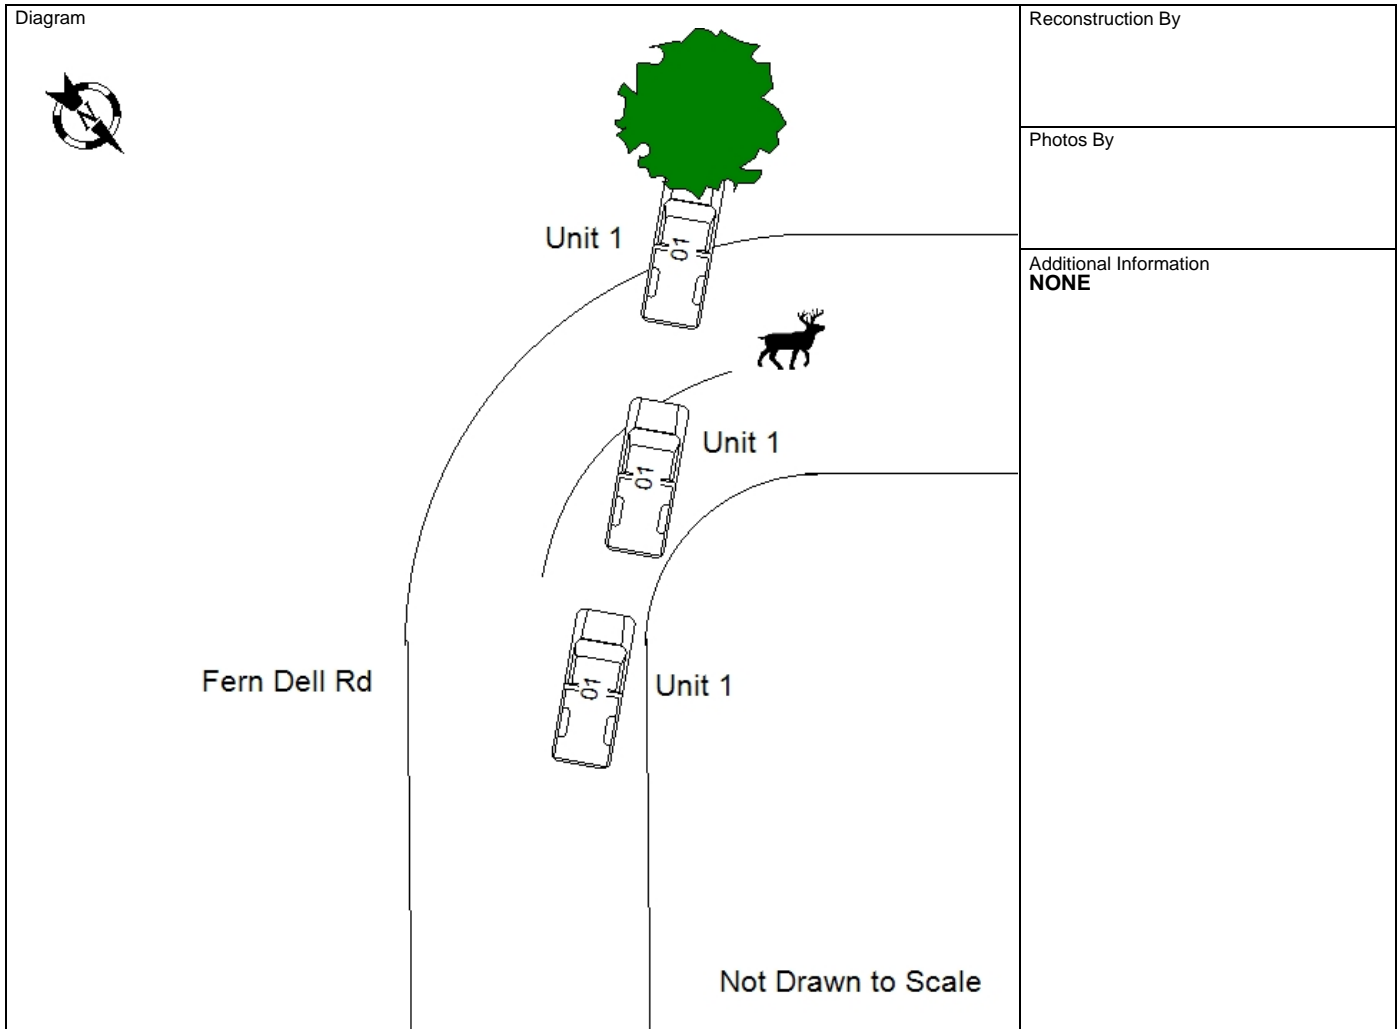 Diagram
Reconstruction By
Photos By
Additional Information
NONE
N
Unit 1
01
Unit 1
01
Fern Dell Rd
Unit 1
01
Not Drawn to Scale